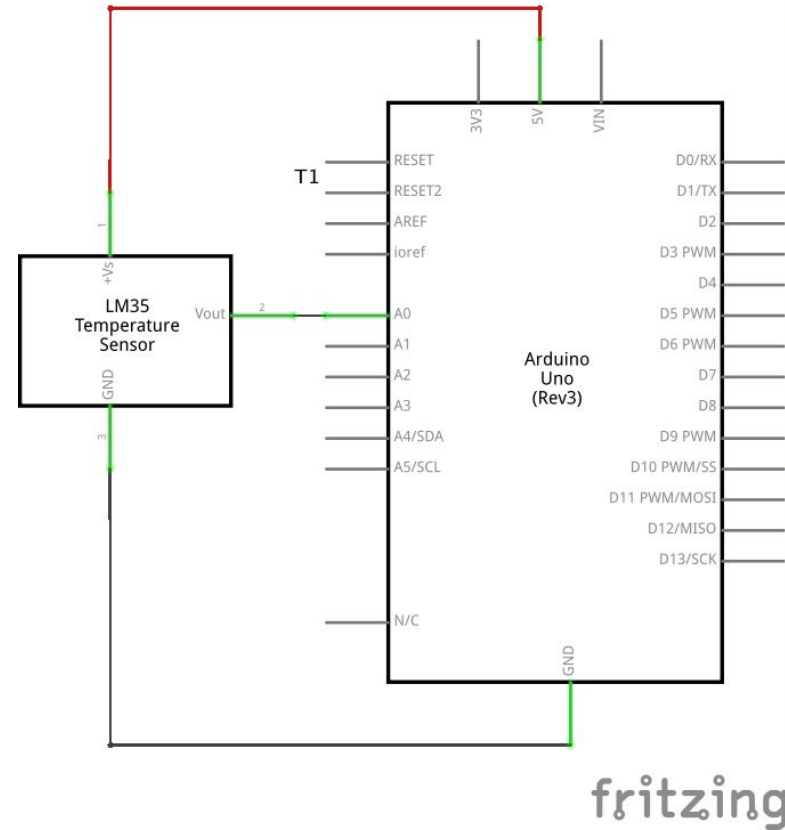 3V3
5V
VIN
T1
RESET
RESET2
AREF
ioref
A0
A1
A2
A3
A4/SDA
A5/SCL
N/C
D0/RX
D1/TX
D2
D3 PWM
D4
D5 PWM
D6 PWM
D7
D8
D9 PWM
D10 PWM/SS
D11 PWM/MOSI
D12/MISO
D13/SCK
Arduino
Uno
(Rev3)
GND
1
+Vs
LM35
Temperature
Sensor
Vout
2
GND
3
fritzing